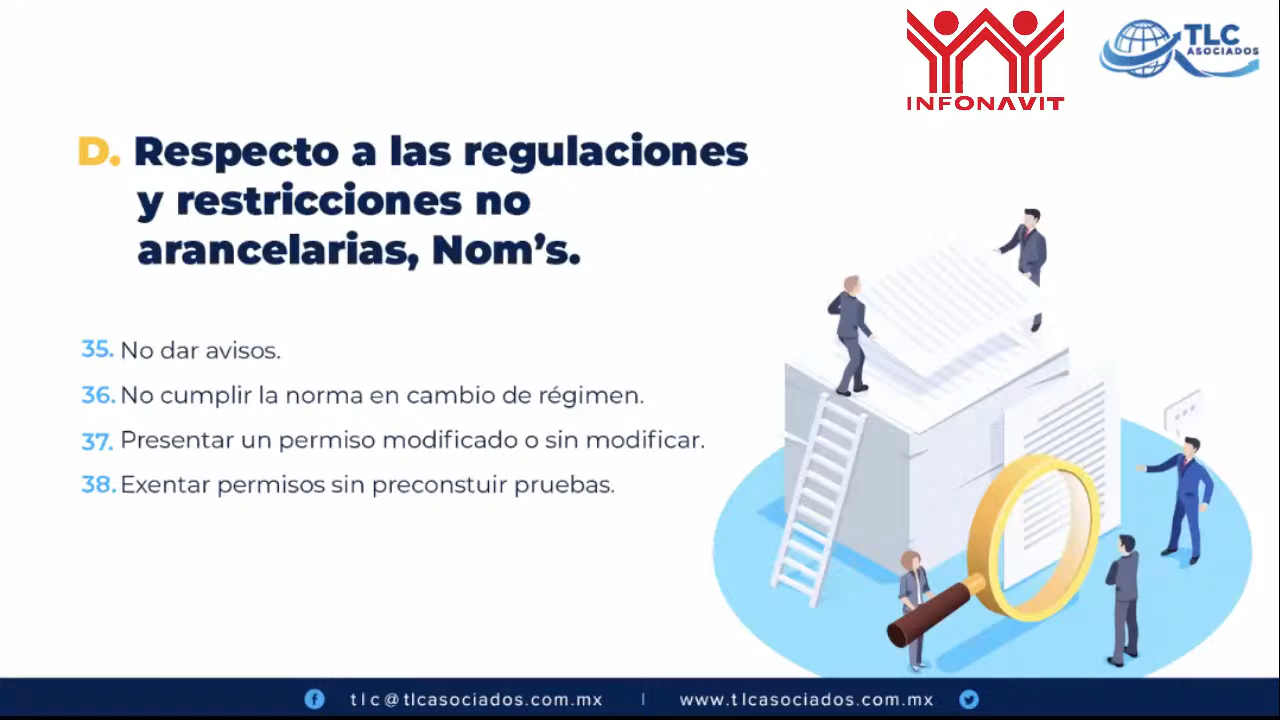 INFONAVIT
TLC
ASOCIADOS
D. Respecto a las regulaciones
y restricciones no
arancelarias, Nom's.
35. No dar avisos.
36. No cumplir la norma en cambio de régimen.
37. Presentar un permiso modificado o sin modificar.
38. Exentar permisos sin preconstuir pruebas.
tlc@tlcasociados.com.mx | www.tlcasociados.com.mx